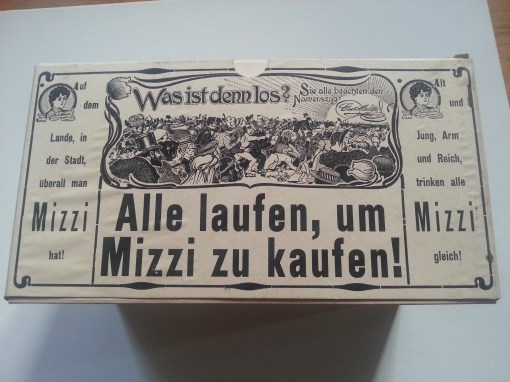 Auf
dem
Lande, in
der Stadt,
überall man
Mizzi
hat!
Was ist denn los?
Sie alle beachten den
Namenszug
Alle laufen, um
Mizzi zu kaufen!
Alt
und
Jung, Arm
und Reich,
trinken alle
Mizzi
gleich!